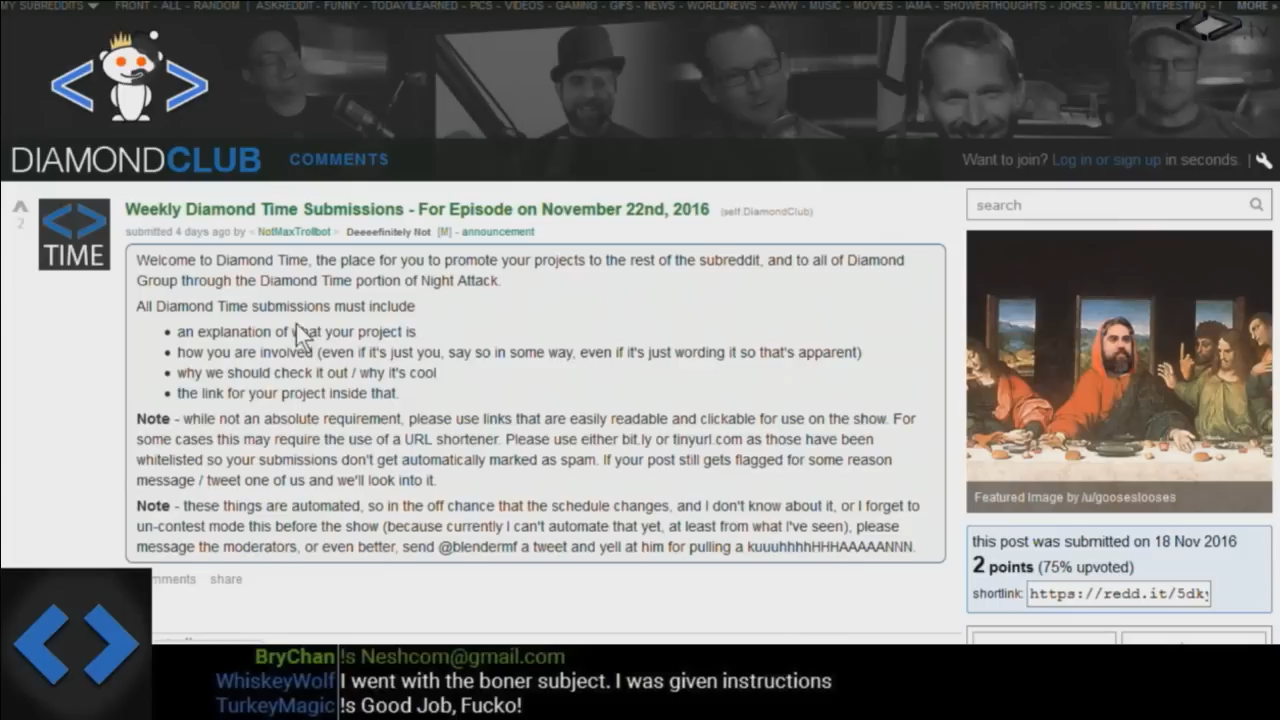 MY SUBREDDITS FRONT - ALL - RANDOM | ASKREDDIT - FUNNY - TODAYILEARNED - PICS - VIDEOS - GAMING - GIFS - NEWS - WORLDNEWS - AWW - MUSIC - MOVIES - IAMA - SHOWERTHOUGHTS - JOKES - MILDLYINTERESTING - MORE »
.tv
DIAMONDCLUB COMMENTS
Want to join? Log in or sign up in seconds. |
2
TIME
Weekly Diamond Time Submissions - For Episode on November 22nd, 2016 (self.DiamondClub)
submitted 4 days ago by < NotMaxTrollbot > Deeeefinitely Not [M] - announcement
Welcome to Diamond Time, the place for you to promote your projects to the rest of the subreddit, and to all of Diamond
Group through the Diamond Time portion of Night Attack.
All Diamond Time submissions must include
• an explanation of what your project is
• how you are involved (even if it's just you, say so in some way, even if it's just wording it so that's apparent)
• why we should check it out / why it's cool
• the link for your project inside that.
Note - while not an absolute requirement, please use links that are easily readable and clickable for use on the show. For
some cases this may require the use of a URL shortener. Please use either bit.ly or tinyurl.com as those have been
whitelisted so your submissions don't get automatically marked as spam. If your post still gets flagged for some reason
message / tweet one of us and we'll look into it.
Note - these things are automated, so in the off chance that the schedule changes, and I don't know about it, or I forget to
un-contest mode this before the show (because currently I can't automate that yet, at least from what I've seen), please
message the moderators, or even better, send @blendermf a tweet and yell at him for pulling a kuuuhhhhHHHAAAAANNN.
mments share
search
Featured Image by /u/gooseslooses
this post was submitted on 18 Nov 2016
2 points (75% upvoted)
shortlink: https://redd.it/5dk
BryChan !s Neshcom@gmail.com
WhiskeyWolf I went with the boner subject. I was given instructions
TurkeyMagic !s Good Job, Fucko!